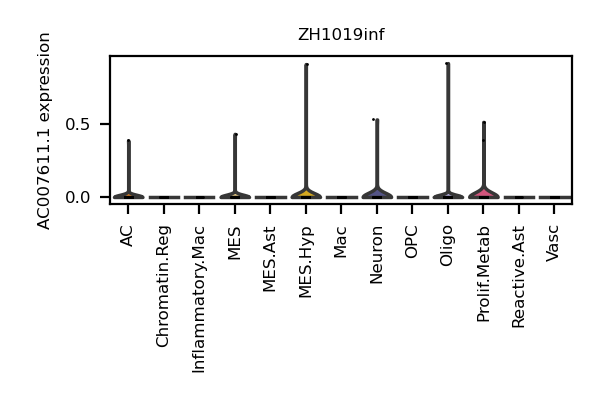 ZH1019inf
AC007611.1 expression
0.5
0.0
AC
Chromatin.Reg
Inflammatory.Mac
MES
MES.Ast
MES.Hyp
Mac
Neuron
OPC
Oligo
Prolif.Metab
Reactive.Ast
Vasc